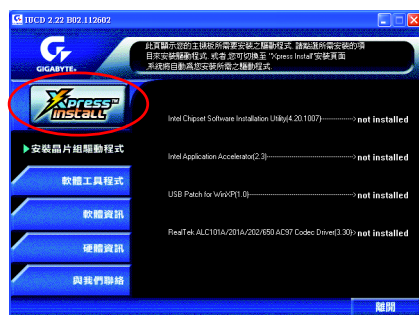 IDCD 2.22 B02.112602
GIGABYTE
此頁顯示您的主機板所需要安裝之驅動程式. 請點選所需安裝的項
目來安裝驅動程式, 或者 您可切換至 "Xpress Install"安裝頁面
,系統將自動為您安裝所需之驅動程式.
Xpress™
Install
Intel Chipset Software Installation Utility(4.20.1007)--------------> not installed
安裝晶片組驅動程式
Intel Application Accelerator(2.3)------------------------------------> not installed
軟體工具程式
USB Patch for WinXP(1.0)------------------------------------------> not installed
軟體資訊
RealTek ALC101A/201A/202/650 AC97 Codec Driver(3.30)> not installed
硬體資訊
與我們聯絡
離開